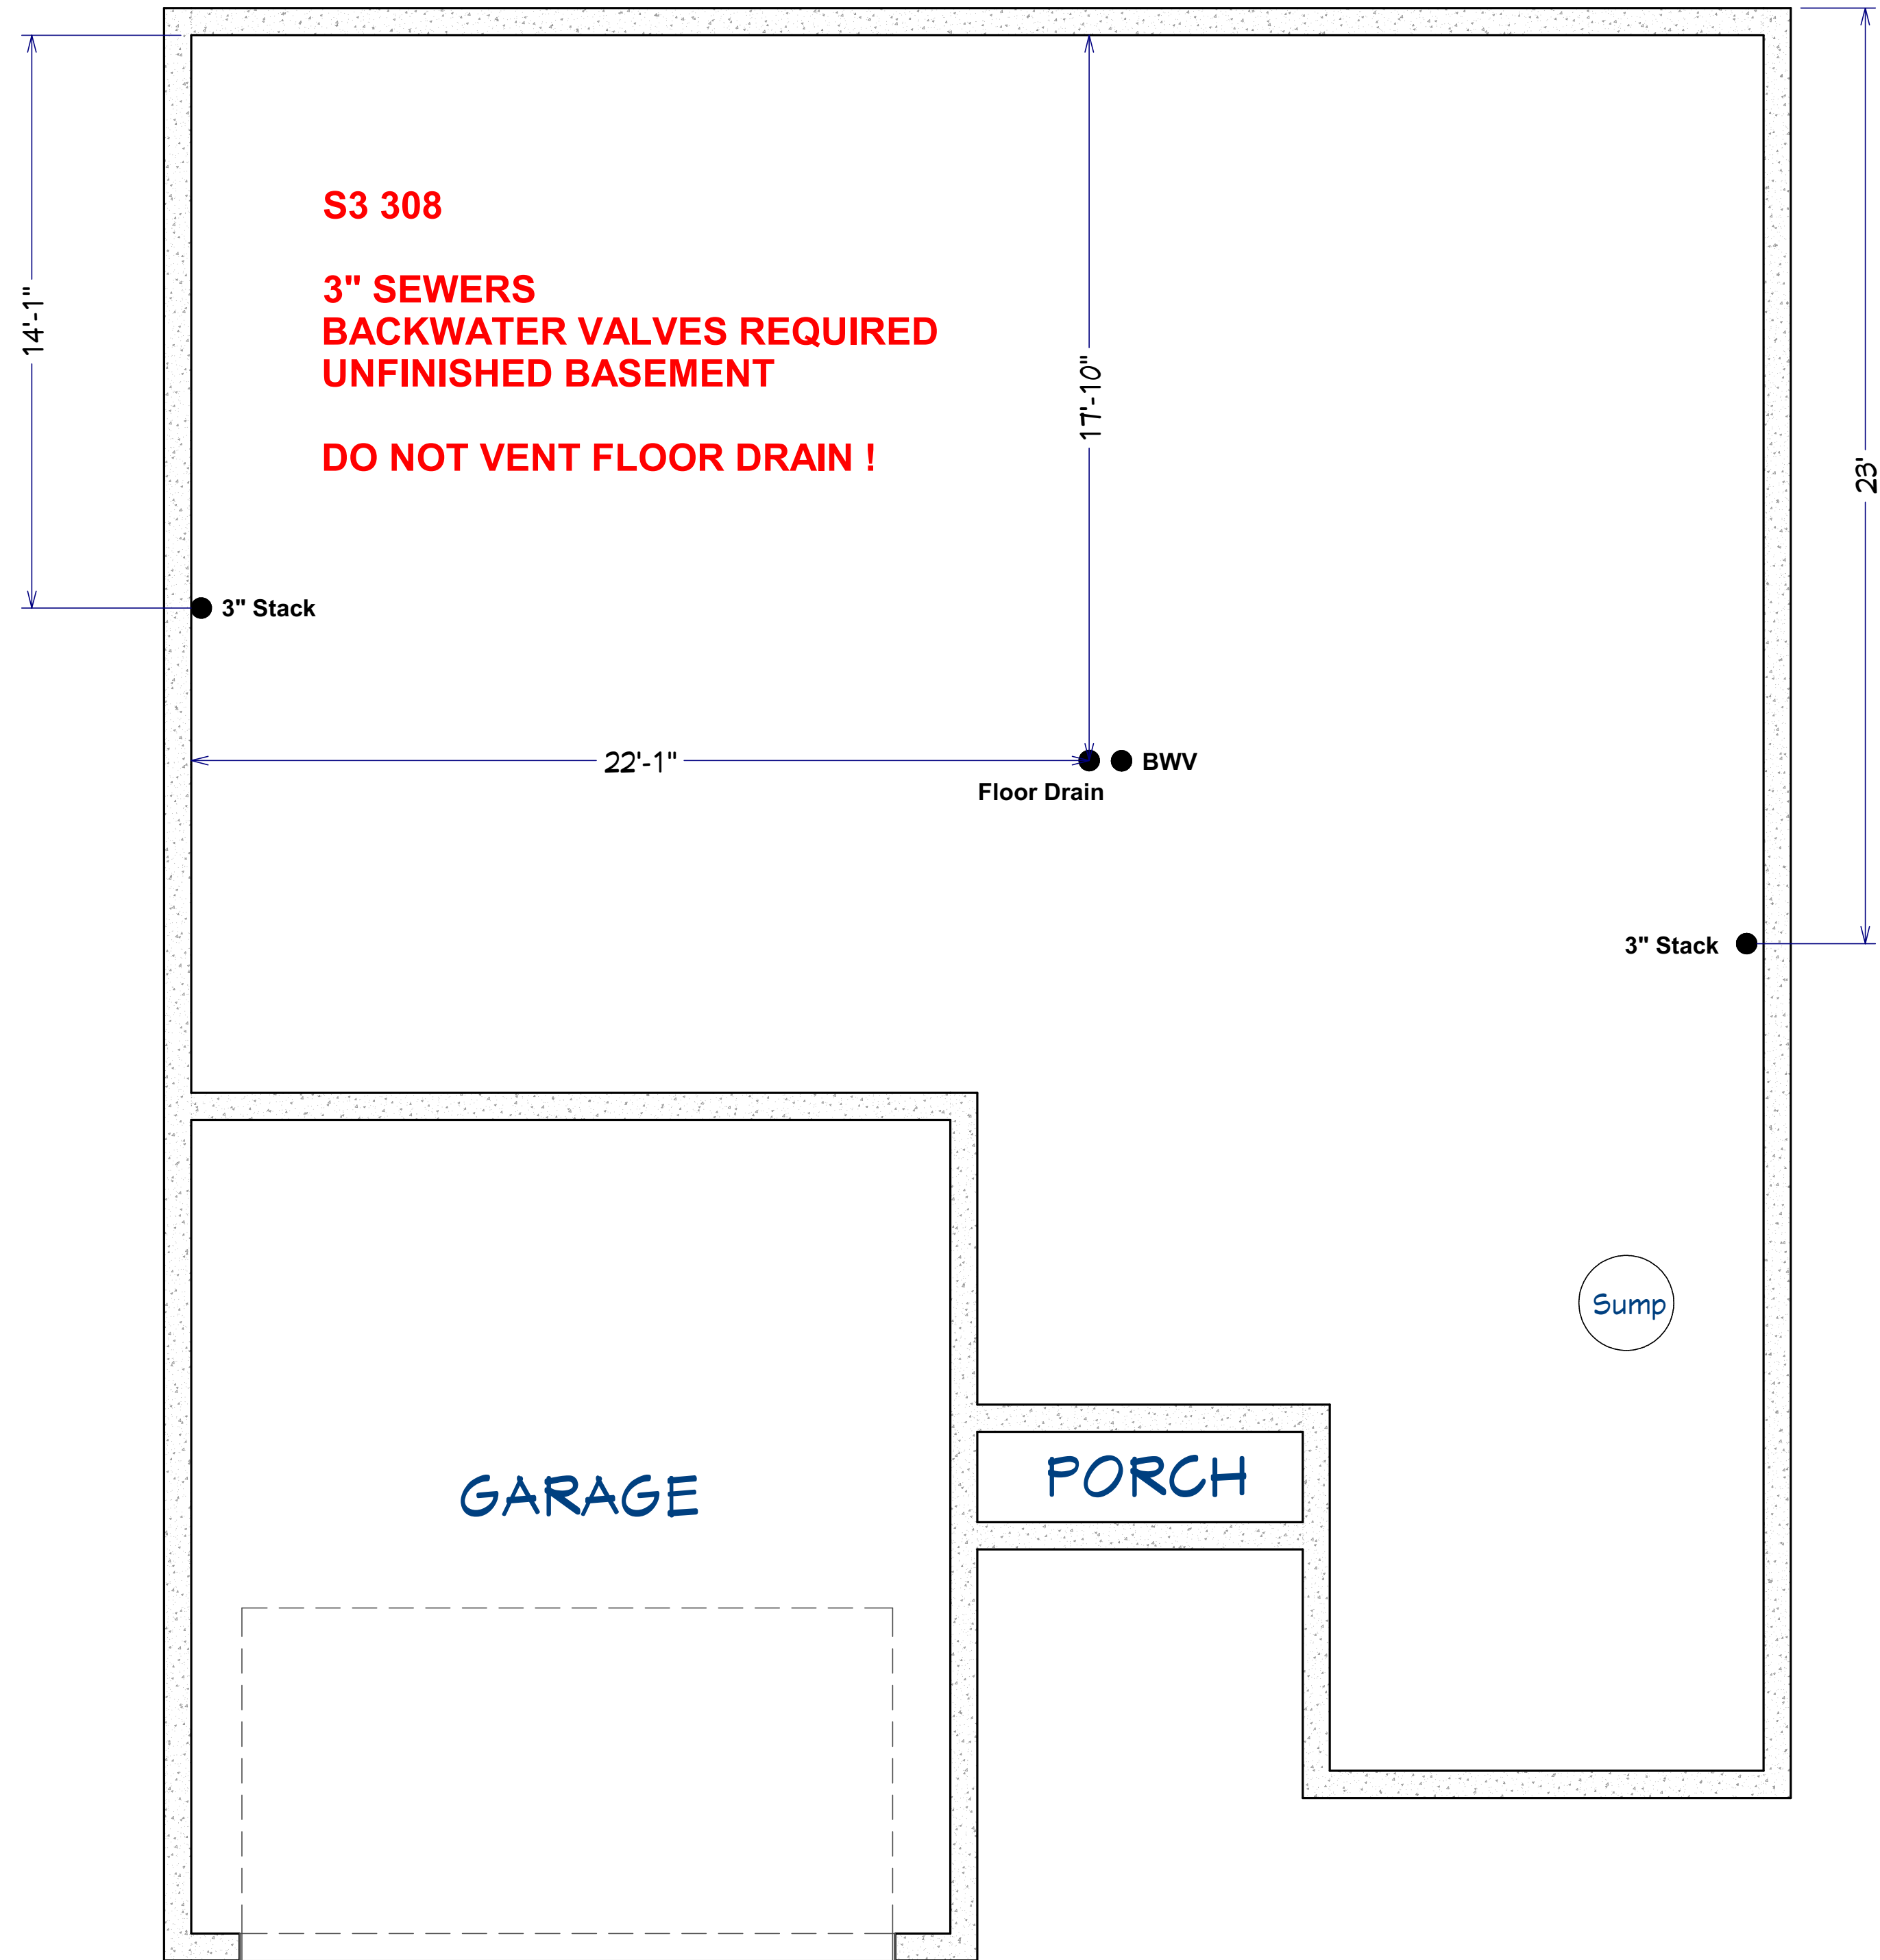 S3 308
3" SEWERS
BACKWATER VALVES REQUIRED
UNFINISHED BASEMENT
DO NOT VENT FLOOR DRAIN !
14'-1"
17'-10"
23'
3" Stack
22'-1"
BWV
Floor Drain
3" Stack
Sump
GARAGE
PORCH